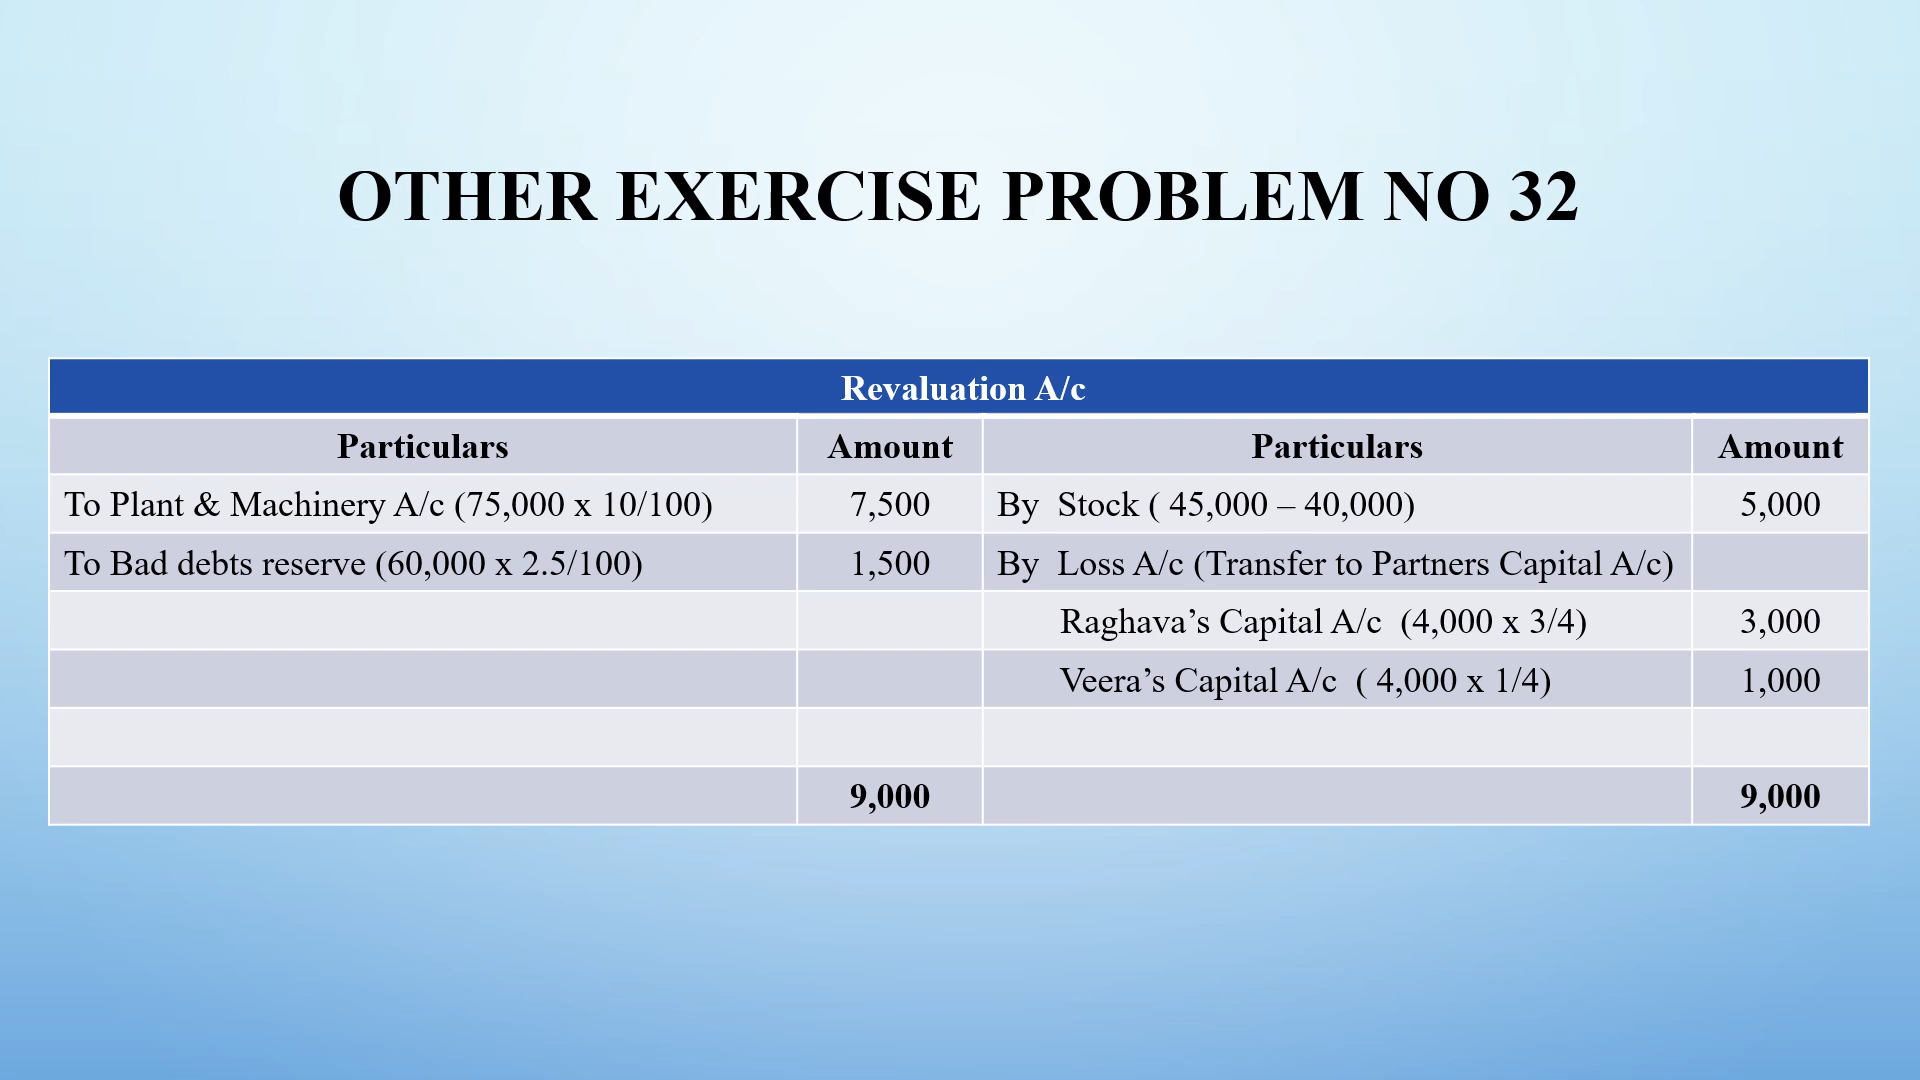 OTHER EXERCISE PROBLEM NO 32
Revaluation A/c
Particulars Amount Particulars Amount
To Plant & Machinery A/c (75,000 x 10/100) 7,500 By Stock ( 45,000 – 40,000) 5,000
To Bad debts reserve (60,000 x 2.5/100) 1,500 By Loss A/c (Transfer to Partners Capital A/c)
Raghava’s Capital A/c (4,000 x 3/4) 3,000
Veera’s Capital A/c ( 4,000 x 1/4) 1,000
9,000 9,000